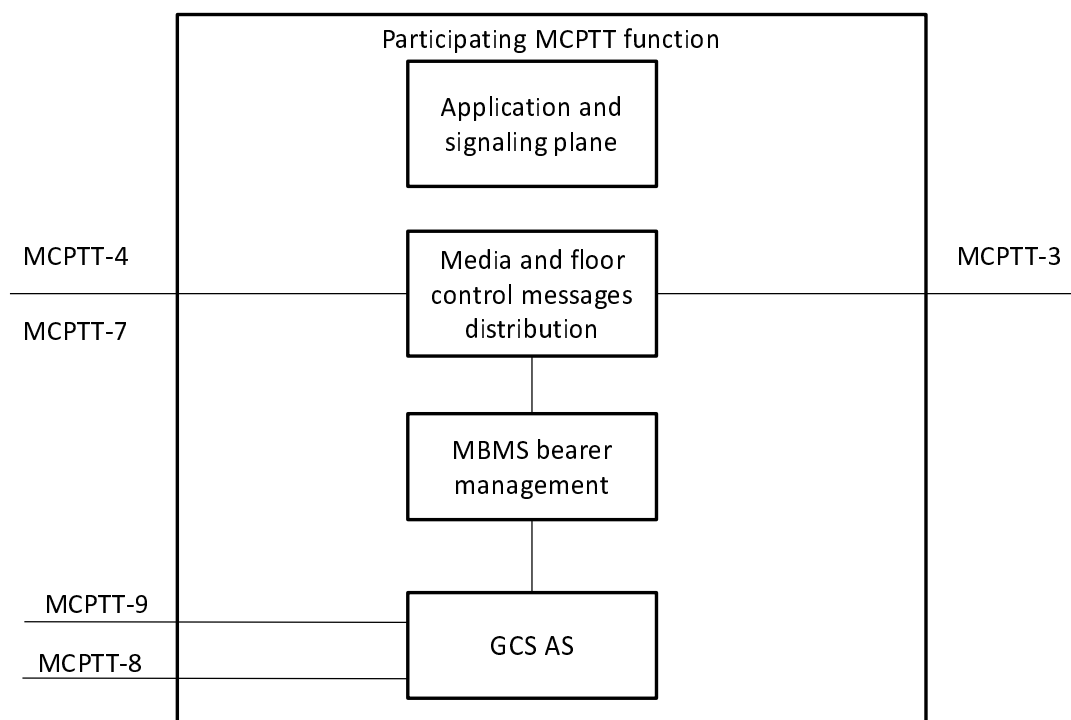 Participating MCPTT function
Application and
signaling plane
MCPTT-4
Media and floor
control messages
distribution
MCPTT-3
MCPTT-7
MBMS bearer
management
MCPTT-9
GCS AS
MCPTT-8